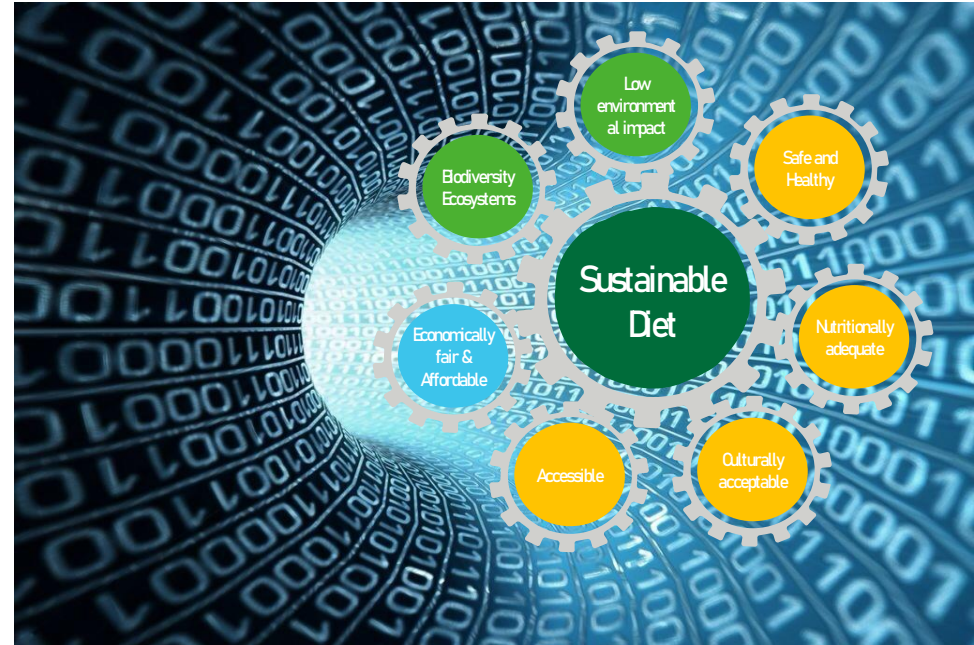 Low
environment
al impact
Safe and
Healthy
Biodiversity
Ecosystems
Sustainable
Diet
Nutritionally
adequate
Economically
fair &
Affordable
Culturally
acceptable
Accessible